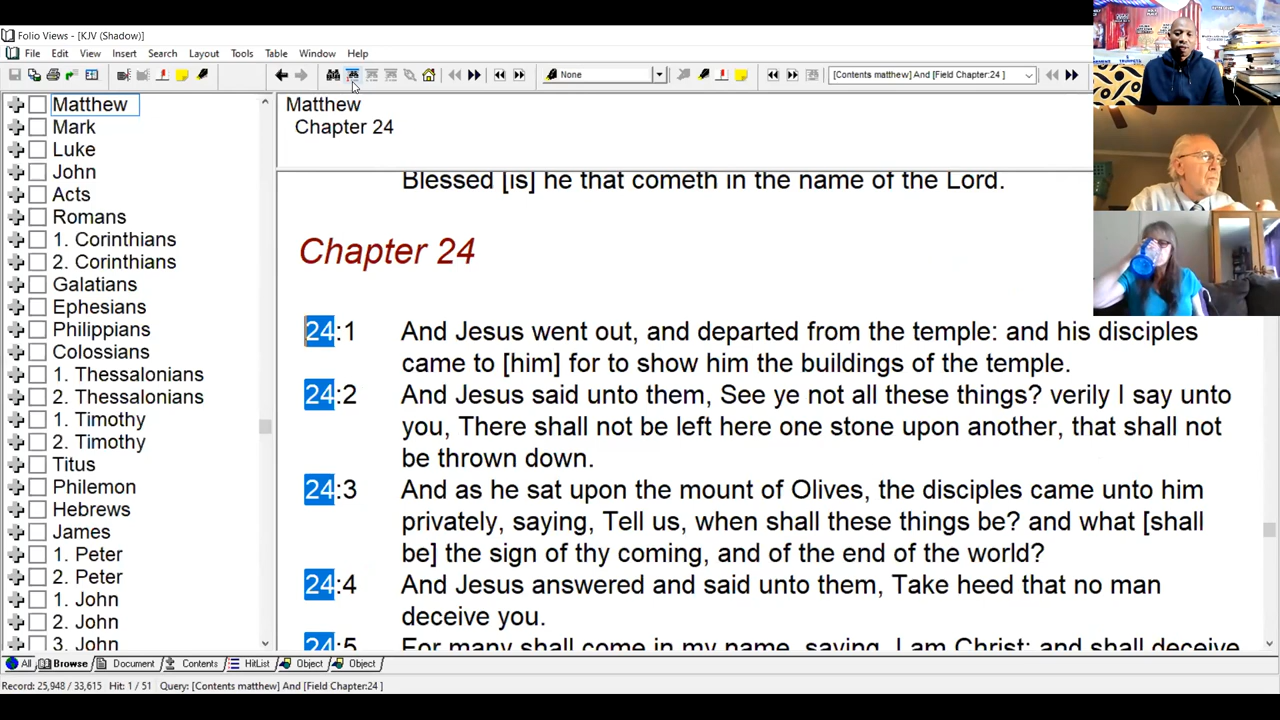 Folio Views - [KJV (Shadow)]
File Edit View Insert Search Layout Tools Table Window Help
None
[Contents matthew] And [Field Chapter:24 ]
Matthew
Mark
Luke
John
Acts
Romans
1. Corinthians
2. Corinthians
Galatians
Ephesians
Philippians
Colossians
1. Thessalonians
2. Thessalonians
1. Timothy
2. Timothy
Titus
Philemon
Hebrews
James
1. Peter
2. Peter
1. John
2. John
3. John
Matthew
Chapter 24
Blessed [is] he that cometh in the name of the Lord.
Chapter 24
24:1 And Jesus went out, and departed from the temple: and his disciples
came to [him] for to show him the buildings of the temple.
24:2 And Jesus said unto them, See ye not all these things? verily I say unto
you, There shall not be left here one stone upon another, that shall not
be thrown down.
24:3 And as he sat upon the mount of Olives, the disciples came unto him
privately, saying, Tell us, when shall these things be? and what [shall
be] the sign of thy coming, and of the end of the world?
24:4 And Jesus answered and said unto them, Take heed that no man
deceive you.
24:5 For many shall come in my name, saying, I am Christ; and shall deceive
All Browse Document Contents HitList Object Object
Record: 25,948 / 33,615 Hit: 1 / 51 Query: [Contents matthew] And [Field Chapter:24 ]